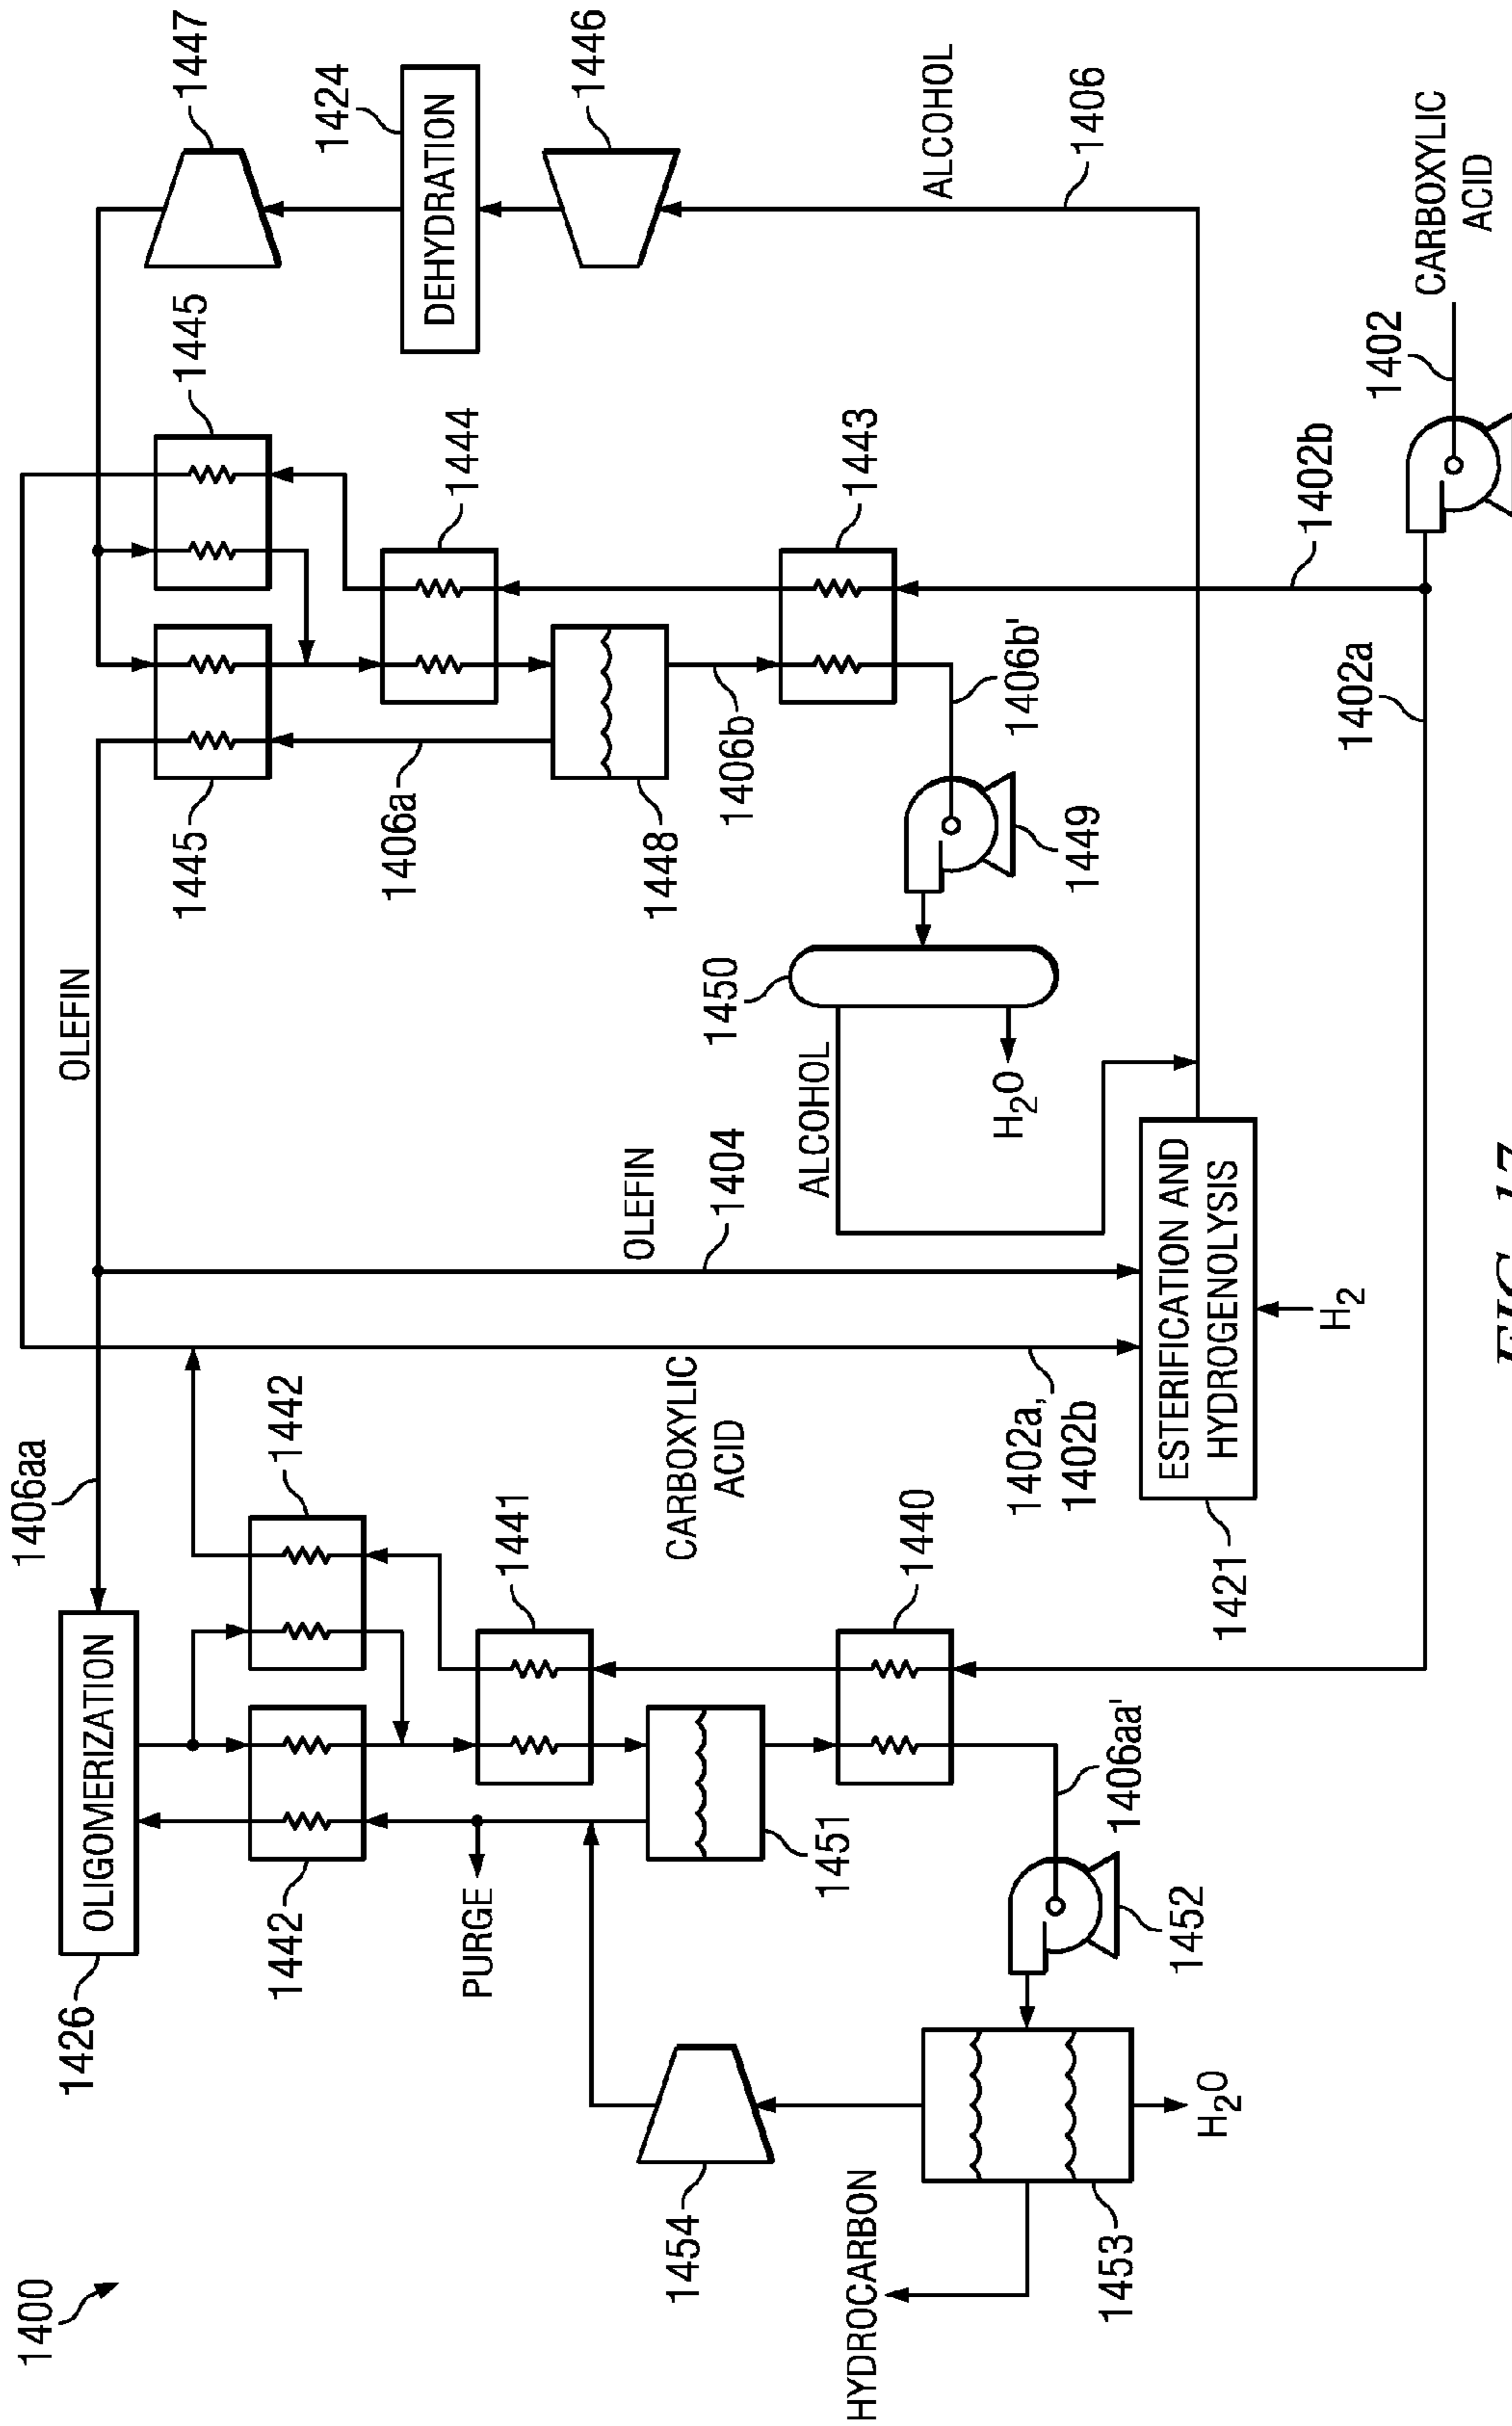 1400
1426
OLIGOMERIZATION
1406aa
OLEFIN
1445
1445
1447
1442
1442
1406a
1444
1424
DEHYDRATION
PURGE
1441
1448
1446
1454
1451
CARBOXYLIC
ACID
OLEFIN
1404
1450
1406b
1443
HYDROCARBON
1440
ALCOHOL
ALCOHOL
1453
H2O
1452
1406aa'
1402a,
1402b
H2O
1449
1406b'
1406
1421
ESTERIFICATION AND
HYDROGENOLYSIS
H2
1402a
1402b
1402
CARBOXYLIC
ACID